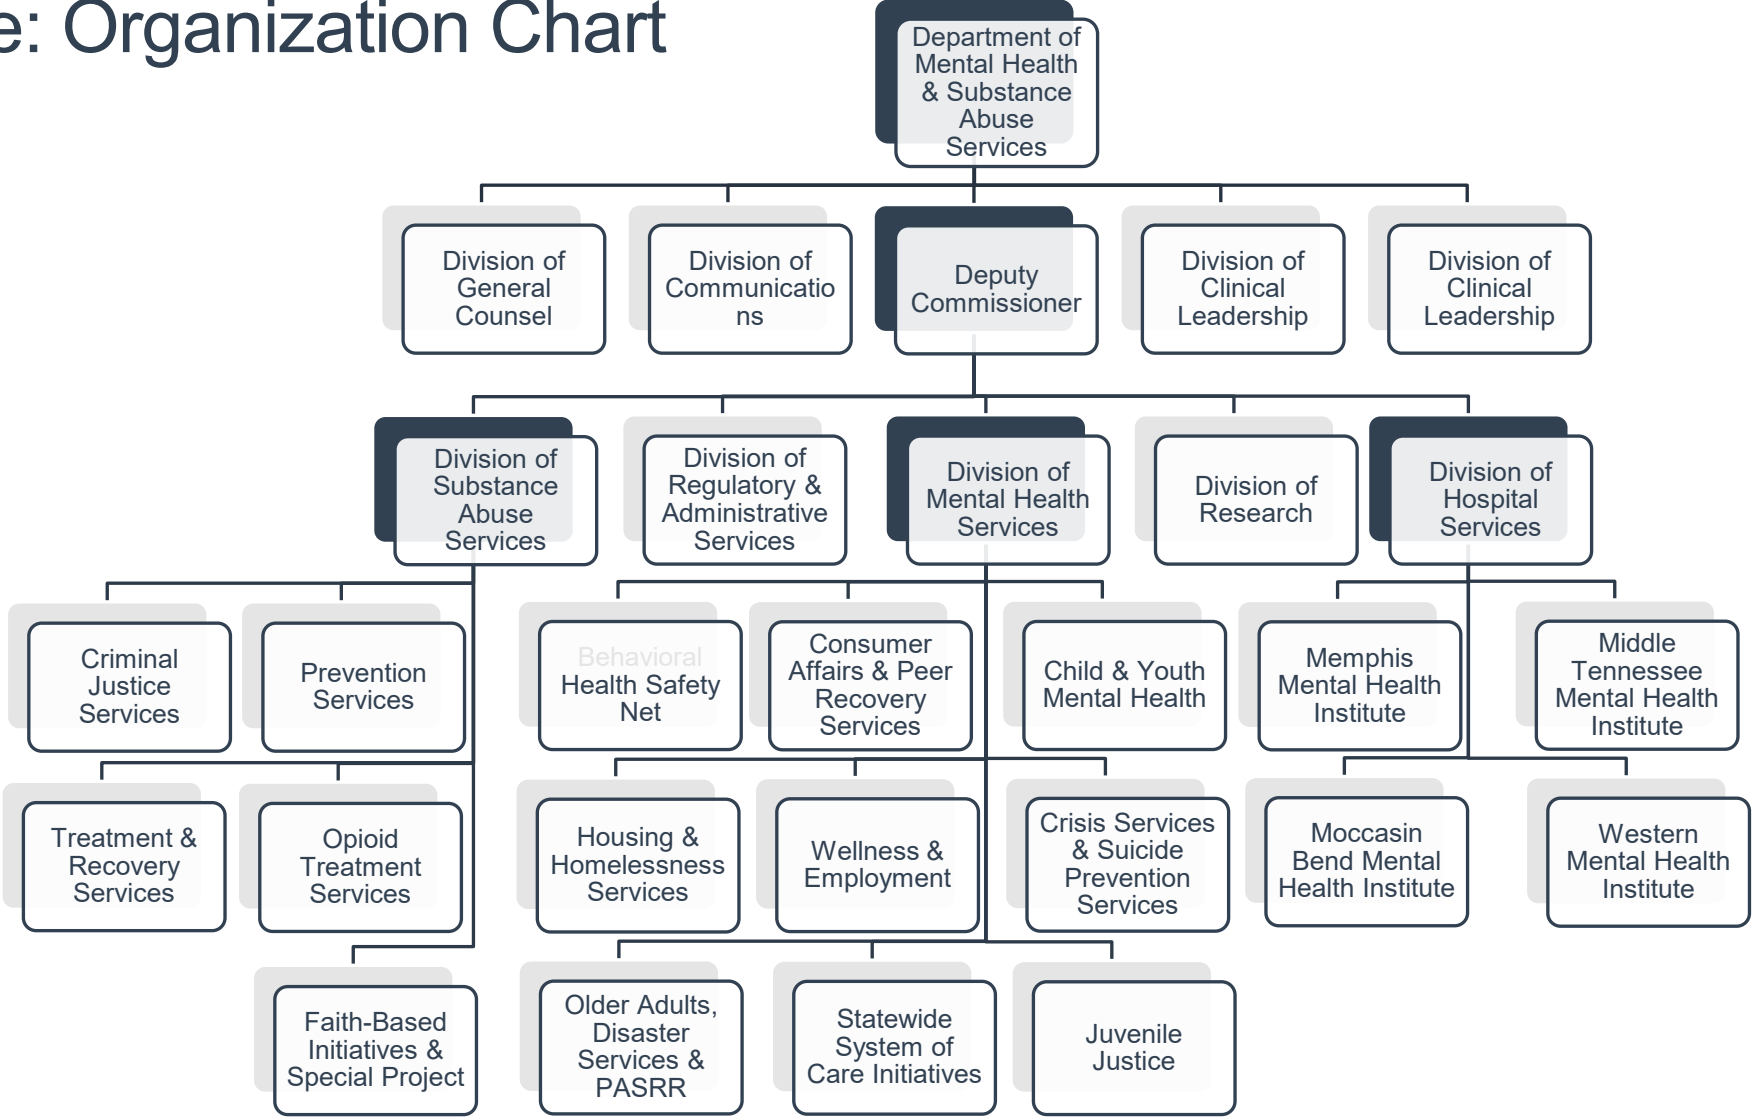 e: Organization Chart
Department of
Mental Health
& Substance
Abuse
Services
Division of
General
Counsel
Division of
Communicatio
ns
Deputy
Commissioner
Division of
Clinical
Leadership
Division of
Clinical
Leadership
Division of
Substance
Abuse
Services
Division of
Regulatory &
Administrative
Services
Division of
Mental Health
Services
Division of
Research
Division of
Hospital
Services
Criminal
Justice
Services
Prevention
Services
Behavioral
Health Safety
Net
Consumer
Affairs & Peer
Recovery
Services
Child & Youth
Mental Health
Memphis
Mental Health
Institute
Middle
Tennessee
Mental Health
Institute
Treatment &
Recovery
Services
Opioid
Treatment
Services
Housing &
Homelessness
Services
Wellness &
Employment
Crisis Services
& Suicide
Prevention
Services
Moccasin
Bend Mental
Health Institute
Western
Mental Health
Institute
Faith-Based
Initiatives &
Special Project
Older Adults,
Disaster
Services &
PASRR
Statewide
System of
Care Initiatives
Juvenile
Justice